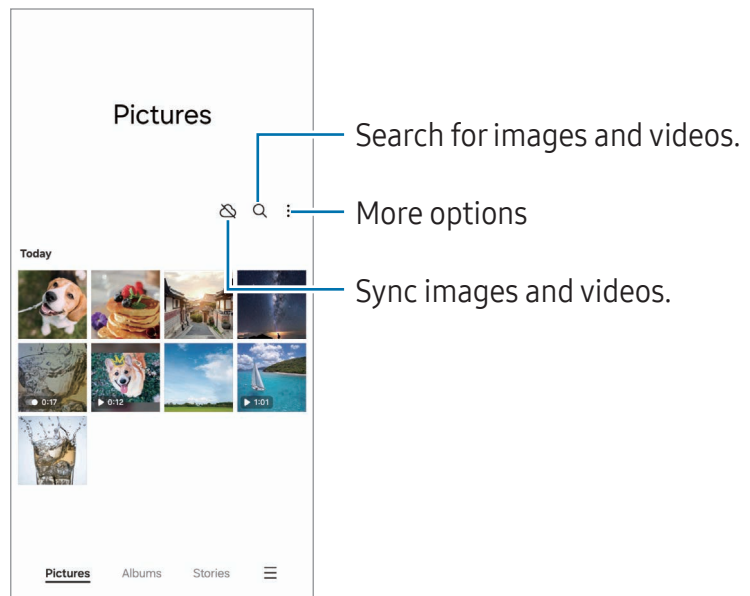 Pictures
Search for images and videos.
More options
Sync images and videos.
Today
0:17
0:12
1:01
Pictures Albums Stories